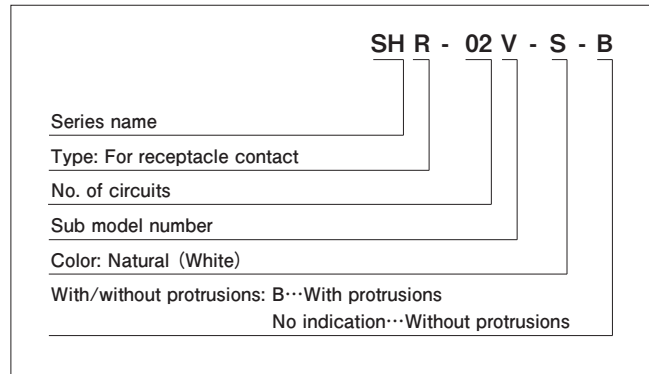 SH R - 02 V - S - B
Series name
Type: For receptacle contact
No. of circuits
Sub model number
Color: Natural（White）
With/without protrusions: B…With protrusions
No indication…Without protrusions